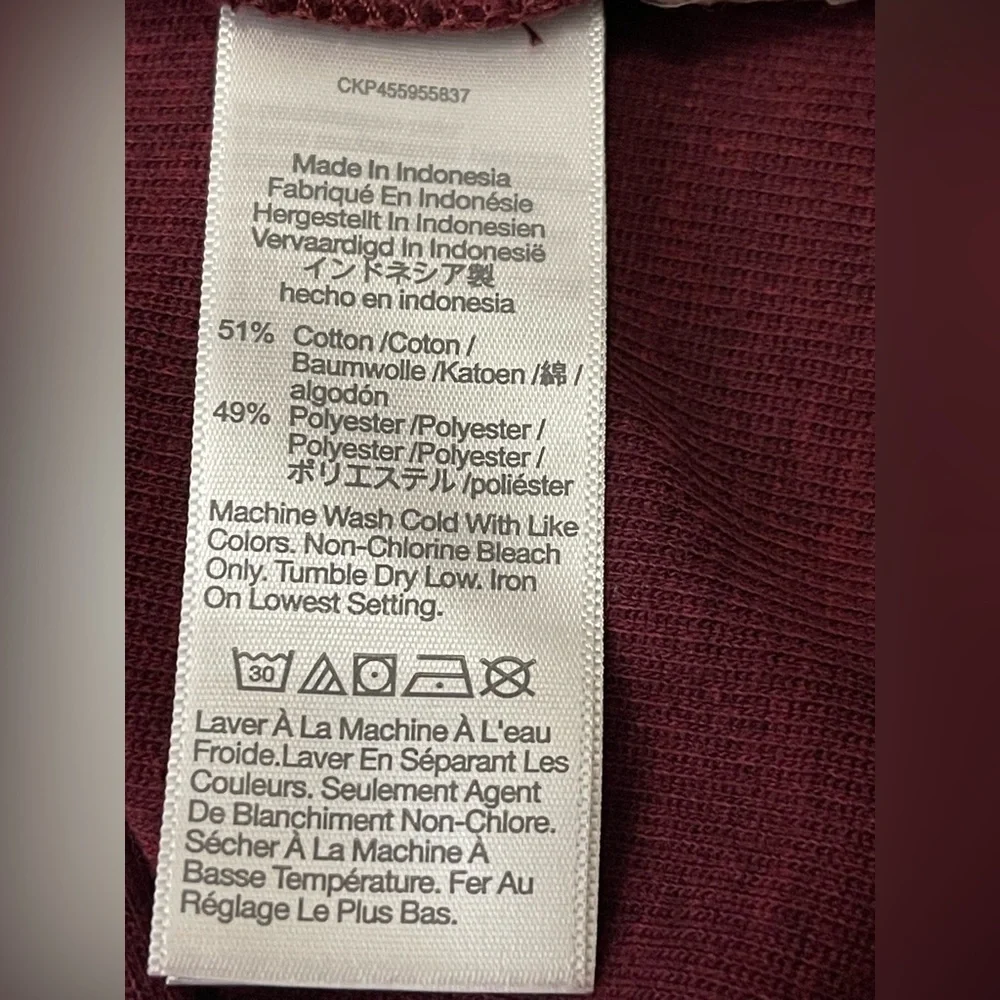 CKP455955837
Made In Indonesia
Fabriqué En Indonésie
Hergestellt In Indonesien
Vervaardigd In Indonesië
インドネシア製
hecho en indonesia
51% Cotton /Coton /
Baumwolle /Katoen /綿 /
algodón
49% Polyester /Polyester /
Polyester /Polyester /
ポリエステル /poliéster
Machine Wash Cold With Like
Colors. Non-Chlorine Bleach
Only. Tumble Dry Low. Iron
On Lowest Setting.
30
Laver À La Machine À L'eau
Froide.Laver En Séparant Les
Couleurs. Seulement Agent
De Blanchiment Non-Chlore.
Sécher À La Machine À
Basse Température. Fer Au
Réglage Le Plus Bas.